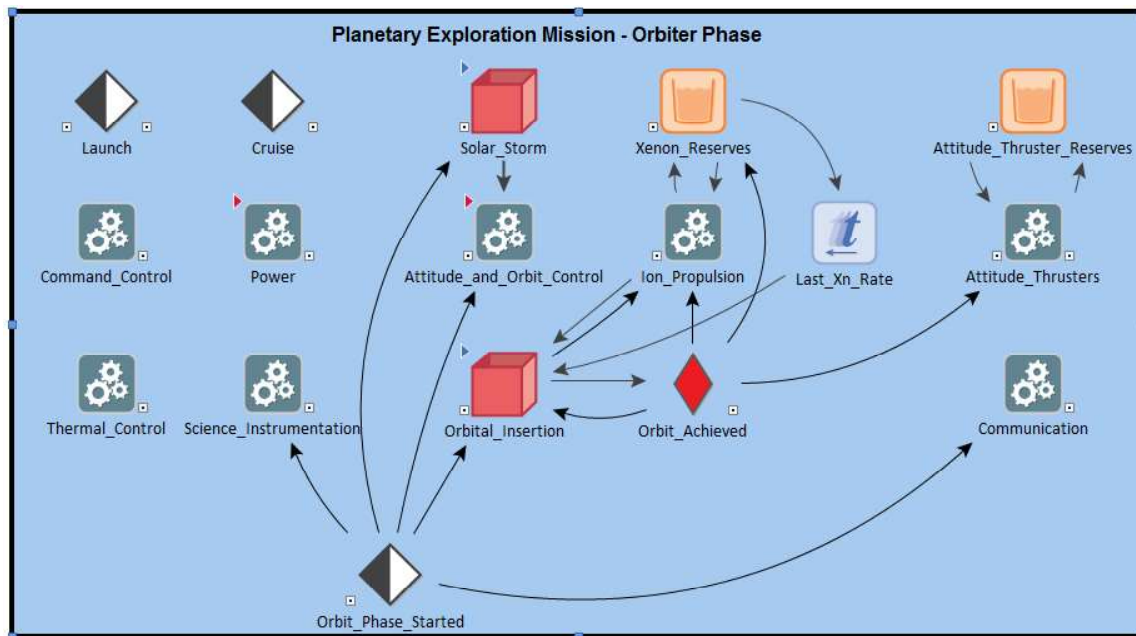 Planetary Exploration Mission - Orbiter Phase
Launch
Cruise
Solar_Storm
Xenon_Reserves
Attitude_Thruster_Reserves
Command_Control
Power
Attitude_and_Orbit_Control
Ion_Propulsion
t
Last_Xn_Rate
Attitude_Thrusters
Thermal_Control
Science_Instrumentation
Orbital_Insertion
Orbit_Achieved
Communication
Orbit_Phase_Started